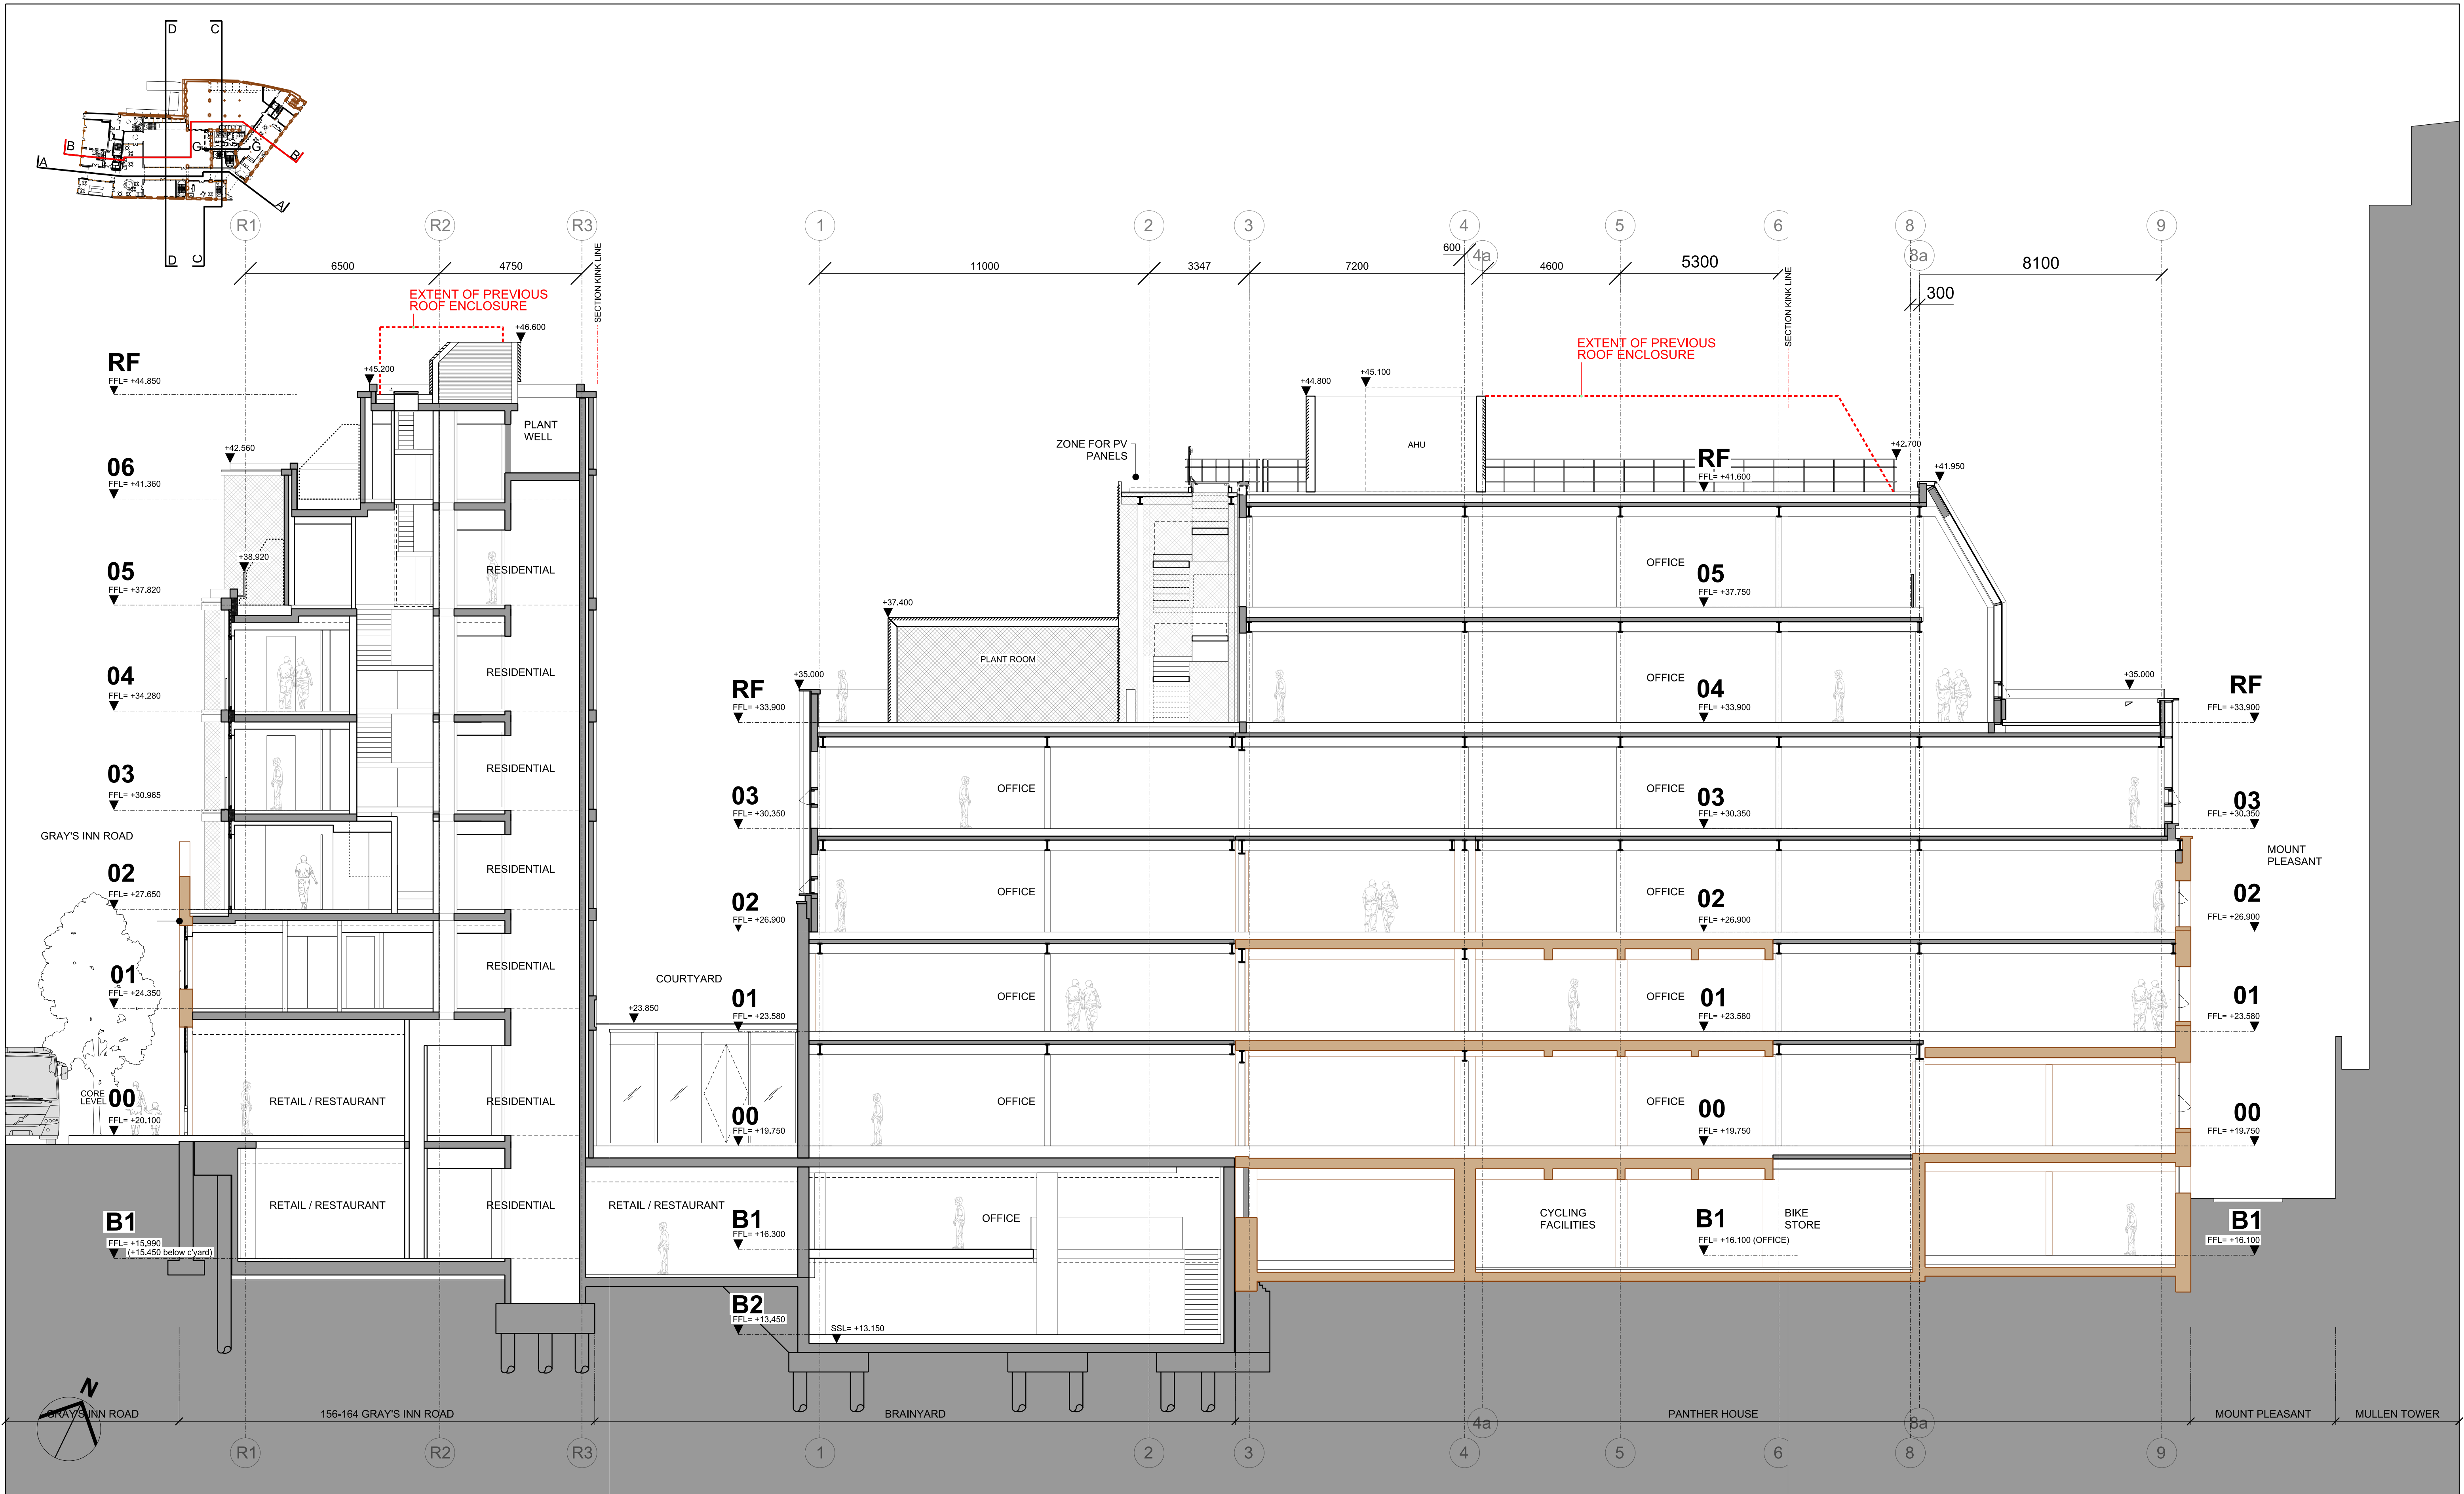 D
C
B
A
G
G
B
A
D
C
R1
R2
R3
1
2
3
4
4a
5
6
8
8a
9
6500
4750
11000
3347
7200
600
4600
5300
300
8100
SECTION KINK LINE
SECTION KINK LINE
EXTENT OF PREVIOUS
ROOF ENCLOSURE
EXTENT OF PREVIOUS
ROOF ENCLOSURE
+46,600
+45,200
+44,800
+45.100
+42.700
+41,950
+42.560
+38.920
+37.400
+35.000
+35.000
+23.850
RF
FFL= +44.850
06
FFL= +41,360
05
FFL= +37.820
04
FFL= +34.280
03
FFL= +30.965
GRAY'S INN ROAD
02
FFL= +27.650
01
FFL= +24,350
CORE
LEVEL
00
FFL= +20.100
B1
FFL= +15,990
(+15.450 below c'yard)
PLANT
WELL
RESIDENTIAL
RESIDENTIAL
RESIDENTIAL
RESIDENTIAL
RESIDENTIAL
RETAIL / RESTAURANT
RESIDENTIAL
RETAIL / RESTAURANT
RESIDENTIAL
RETAIL / RESTAURANT
COURTYARD
RF
FFL= +33,900
03
FFL= +30,350
02
FFL= +26.900
01
FFL= +23,580
00
FFL= +19.750
B1
FFL= +16.300
B2
FFL= +13,450
SSL= +13.150
ZONE FOR PV
PANELS
PLANT ROOM
AHU
OFFICE
OFFICE
OFFICE
OFFICE
OFFICE
RF
FFL= +41,600
OFFICE
05
FFL= +37.750
OFFICE
04
FFL= +33,900
OFFICE
03
FFL= +30.350
OFFICE
02
FFL= +26.900
OFFICE
01
FFL= +23,580
OFFICE
00
FFL= +19.750
CYCLING
FACILITIES
B1
FFL= +16.100 (OFFICE)
BIKE
STORE
RF
FFL= +33,900
03
FFL= +30,350
MOUNT
PLEASANT
02
FFL= +26.900
01
FFL= +23,580
00
FFL= +19.750
B1
FFL= +16.100
N
GRAY'S INN ROAD
156-164 GRAY'S INN ROAD
BRAINYARD
PANTHER HOUSE
MOUNT PLEASANT
MULLEN TOWER
R1
R2
R3
1
2
3
4
4a
5
6
8
8a
9